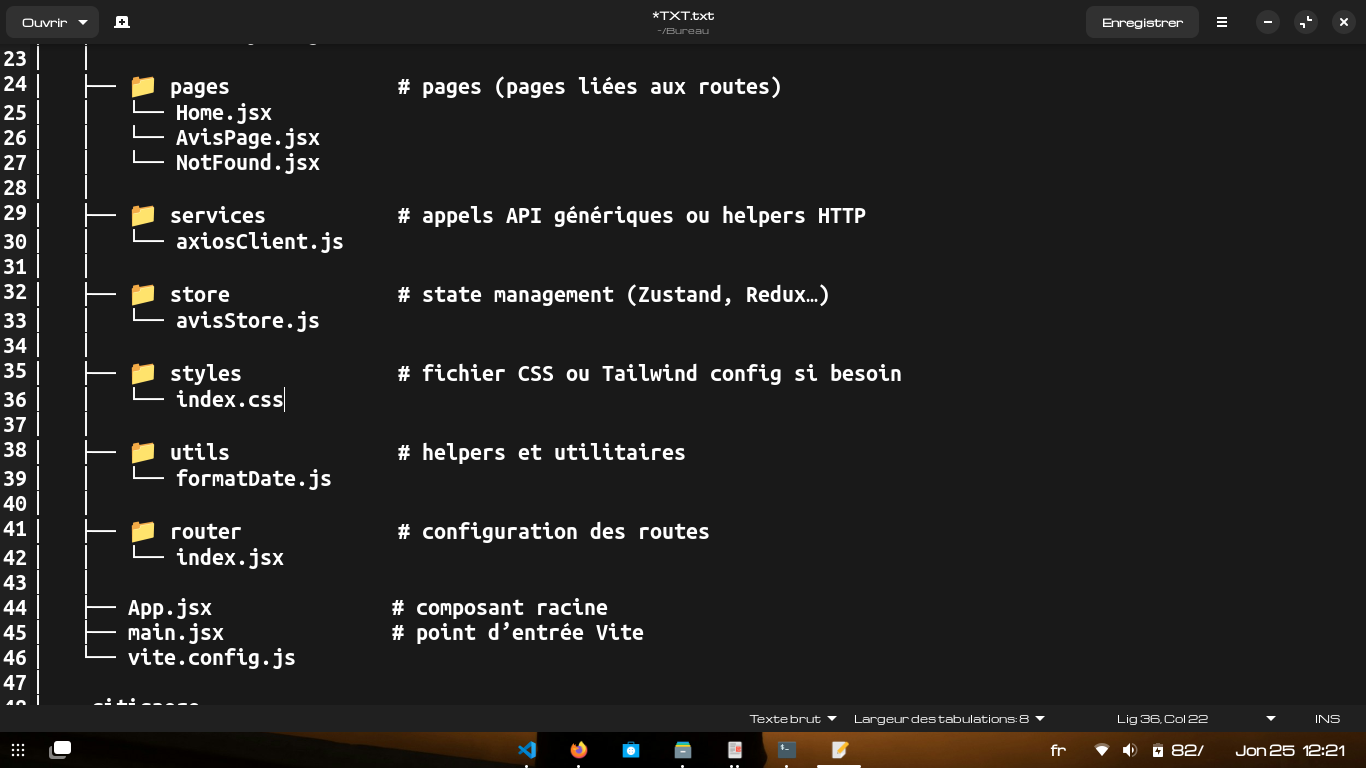 Ouvrir
*TXT.txt
~/Bureau
Enregistrer
23 │   │
24 │   ├── 📁 pages              # pages (pages liées aux routes)
25 │   │   └── Home.jsx
26 │   │   └── AvisPage.jsx
27 │   │   └── NotFound.jsx
28 │   │
29 │   ├── 📁 services           # appels API génériques ou helpers HTTP
30 │   │   └── axiosClient.js
31 │   │
32 │   ├── 📁 store              # state management (Zustand, Redux…)
33 │   │   └── avisStore.js
34 │   │
35 │   ├── 📁 styles             # fichier CSS ou Tailwind config si besoin
36 │   │   └── index.css
37 │   │
38 │   ├── 📁 utils              # helpers et utilitaires
39 │   │   └── formatDate.js
40 │   │
41 │   ├── 📁 router             # configuration des routes
42 │   │   └── index.jsx
43 │   │
44 │   ├── App.jsx               # composant racine
45 │   ├── main.jsx              # point d’entrée Vite
46 │   └── vite.config.js
47 │
48 │
Texte brut
Largeur des tabulations: 8
Lig 36, Col 22
INS
fr
82/
Jon 25 12:21